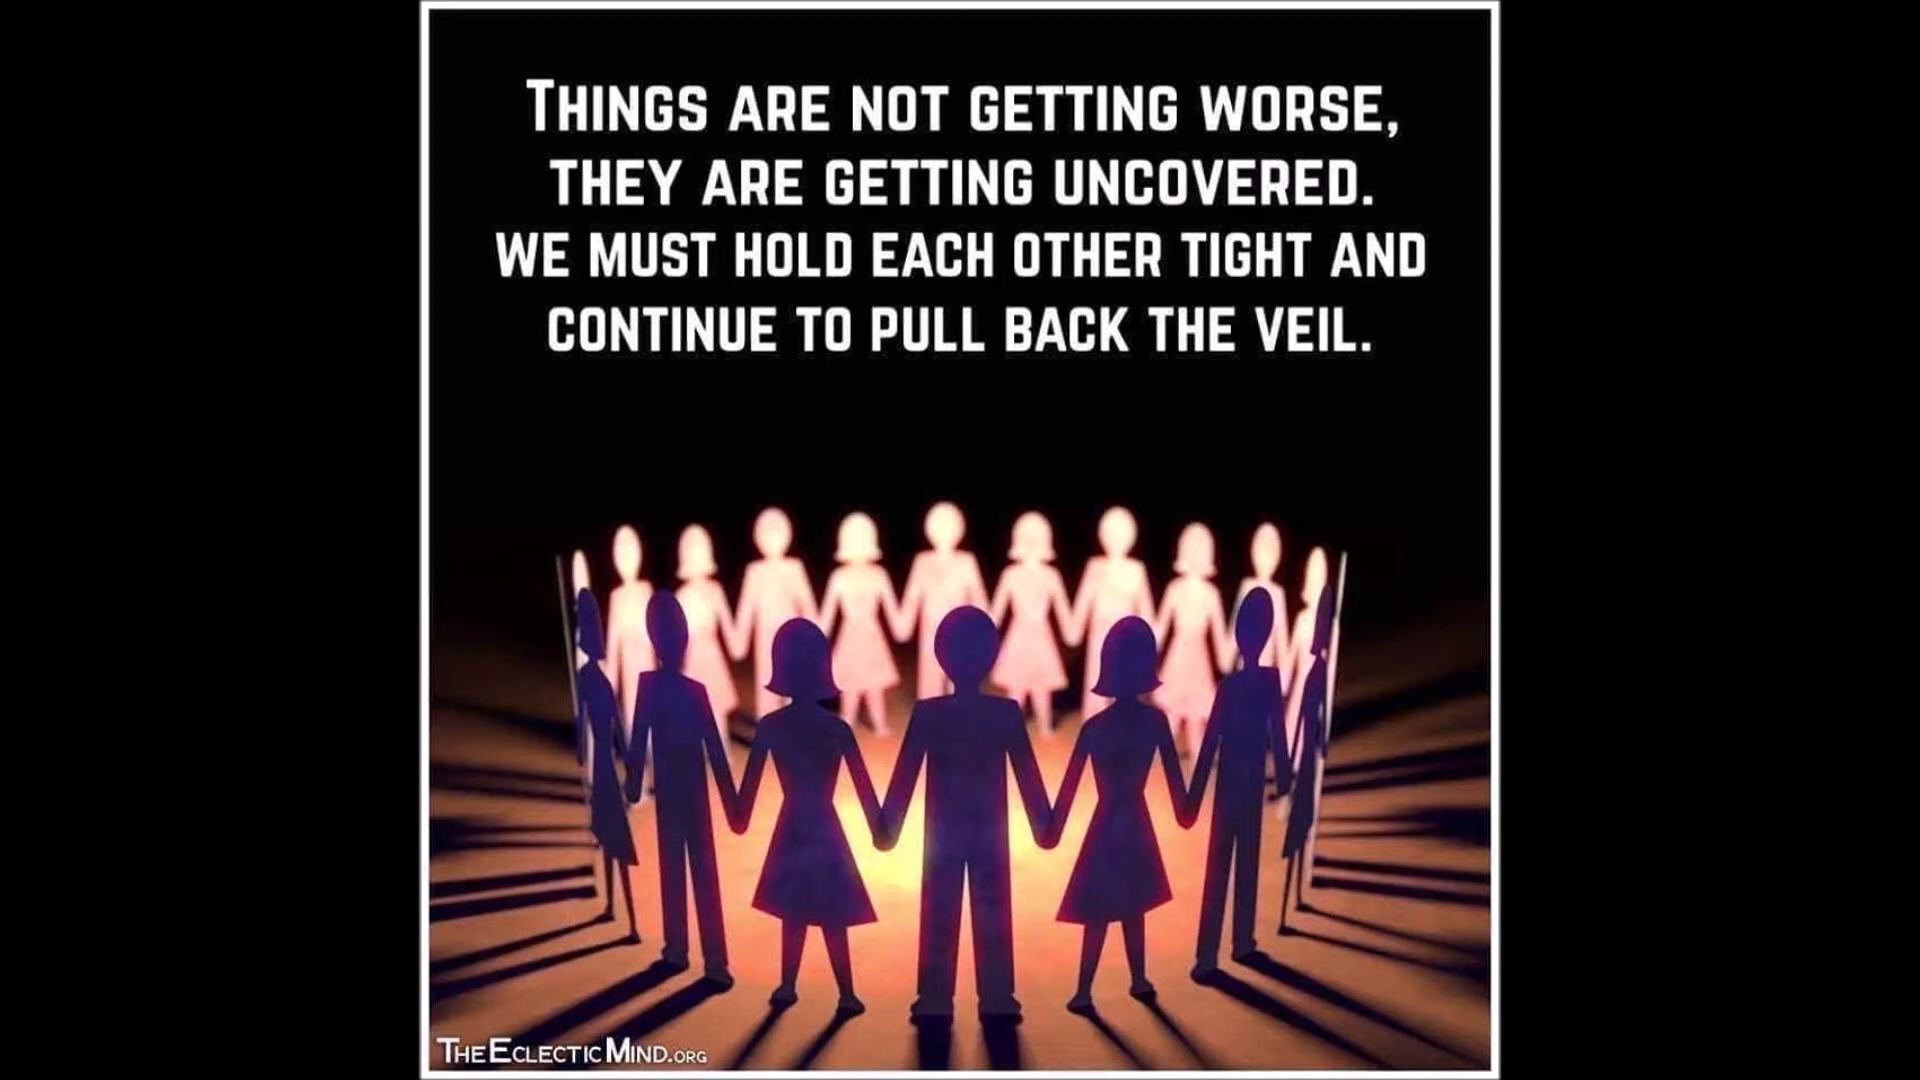 THINGS ARE NOT GETTING WORSE,
THEY ARE GETTING UNCOVERED.
WE MUST HOLD EACH OTHER TIGHT AND
CONTINUE TO PULL BACK THE VEIL.
THEECLECTICMIND.ORG